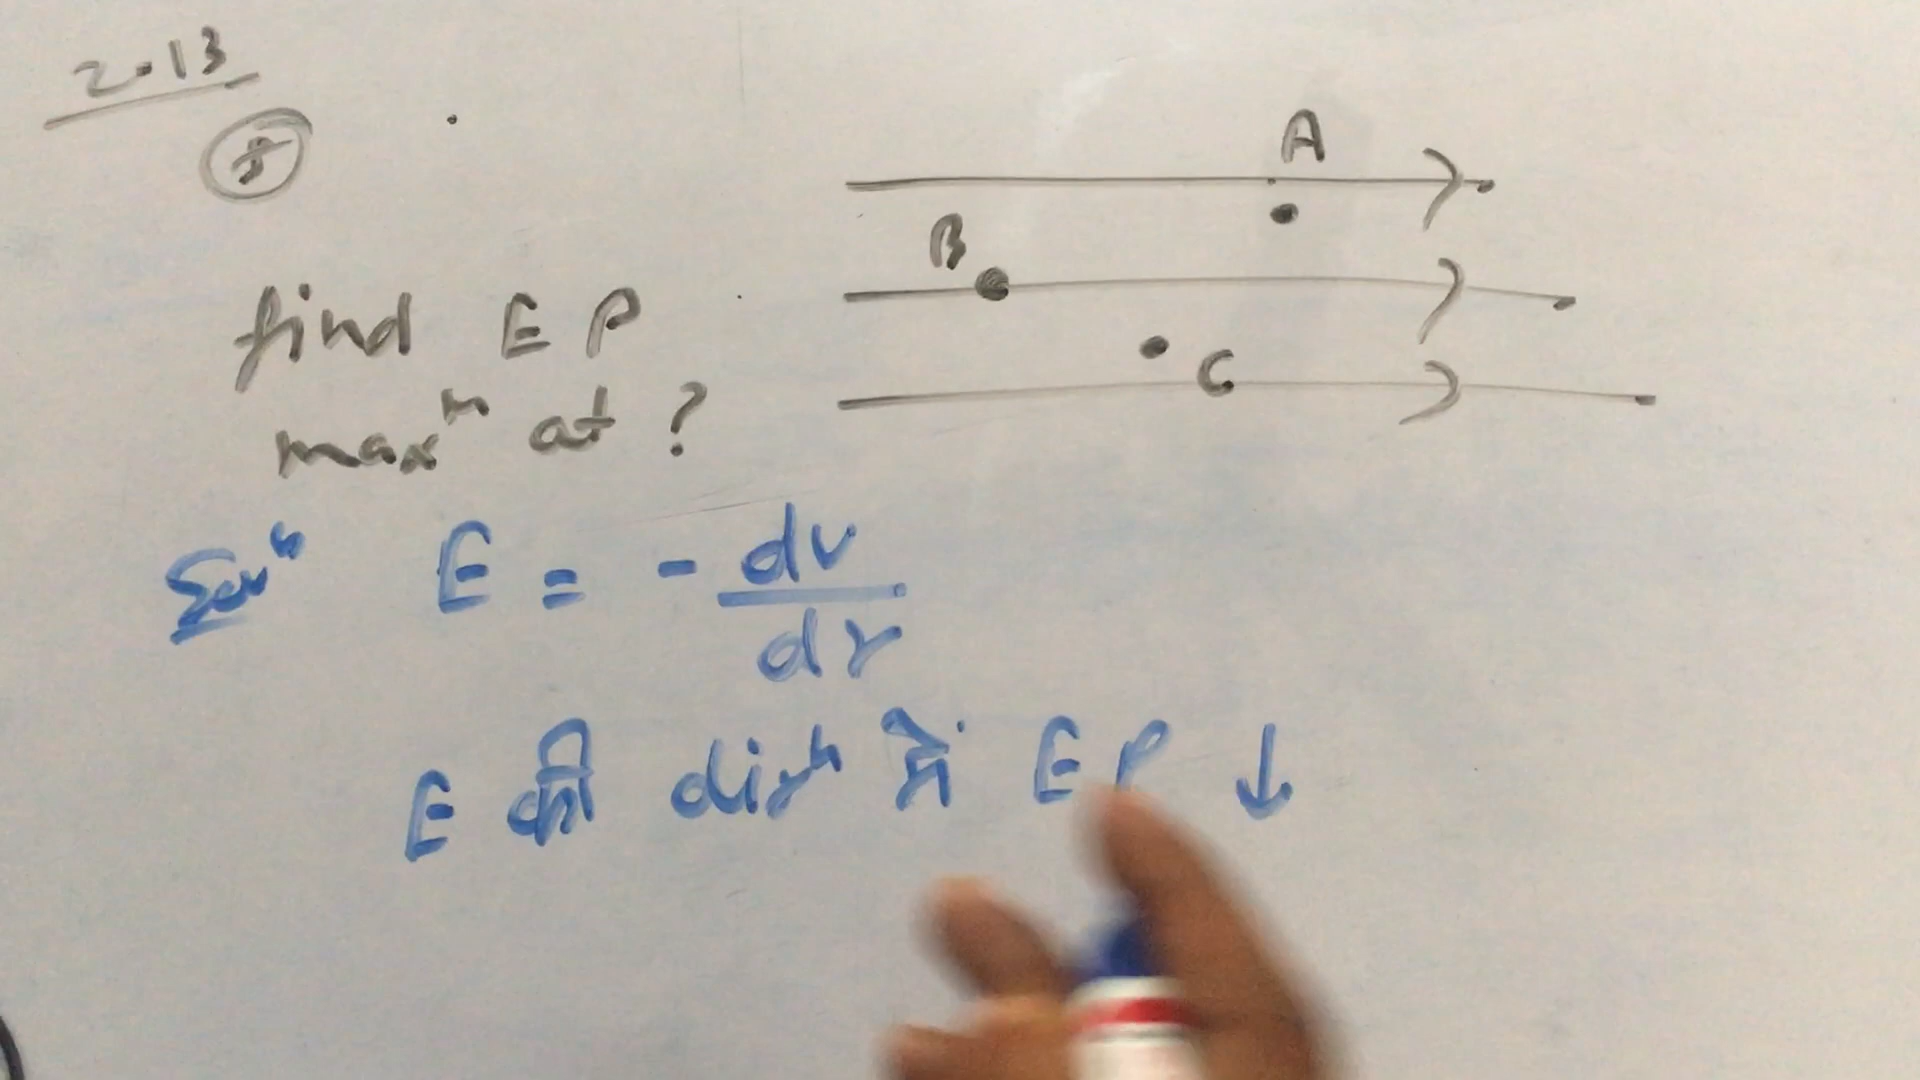 2013
8
A
B
find EP
C
maxᵐ at ?
Solⁿ E = - dv
dr
E की dirⁿ में EP ↓